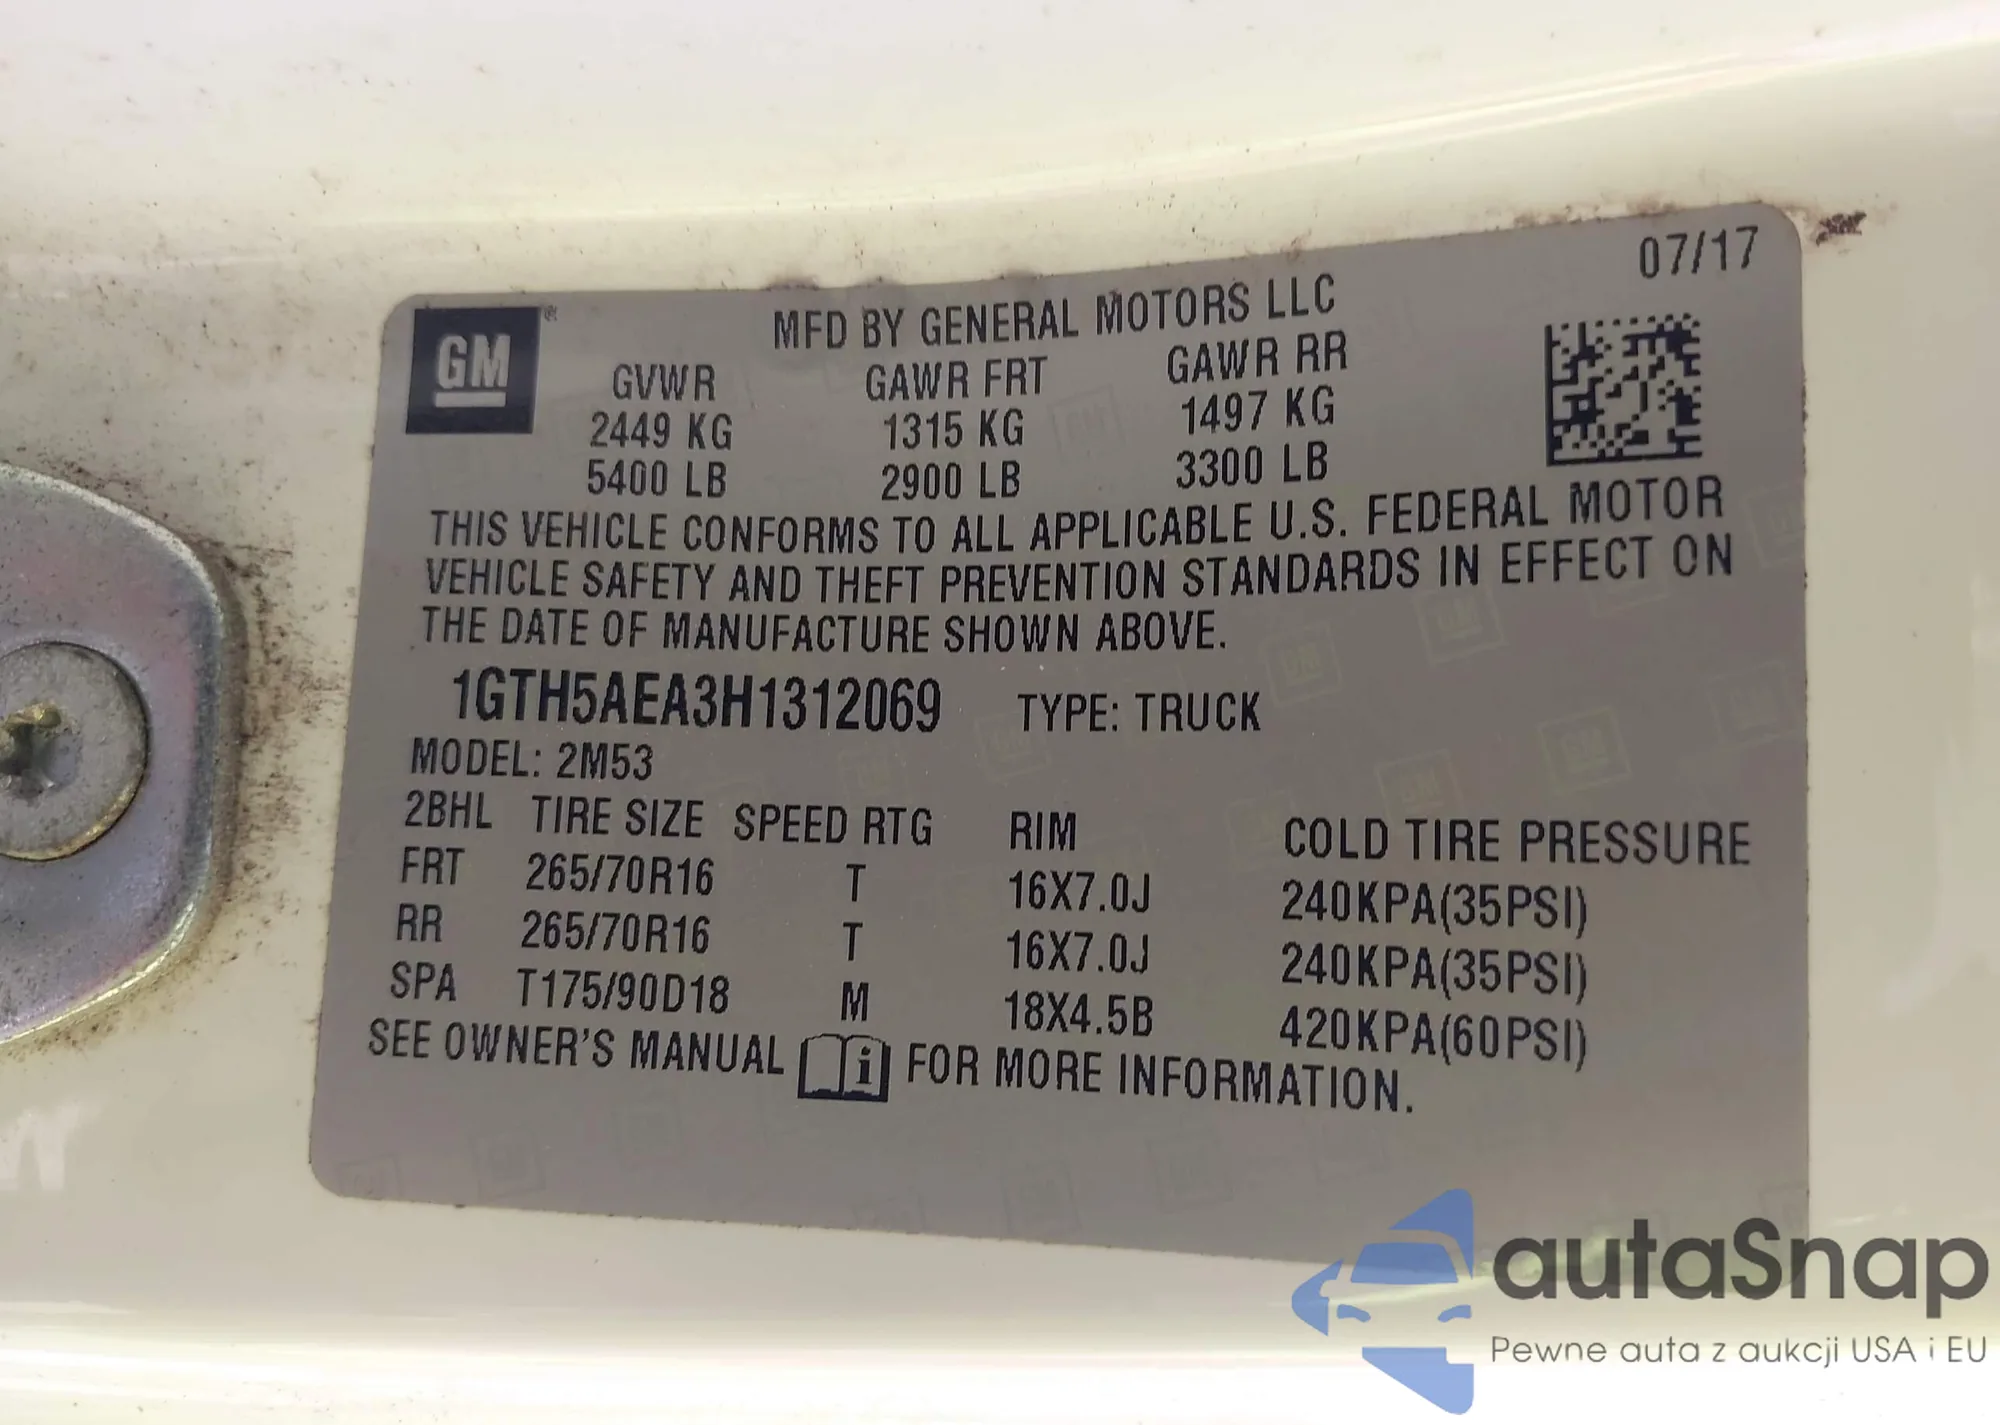 07/17
GM
MFD BY GENERAL MOTORS LLC
GVWR GAWR FRT GAWR RR
2449 KG 1315 KG 1497 KG
5400 LB 2900 LB 3300 LB
THIS VEHICLE CONFORMS TO ALL APPLICABLE U.S. FEDERAL MOTOR
VEHICLE SAFETY AND THEFT PREVENTION STANDARDS IN EFFECT ON
THE DATE OF MANUFACTURE SHOWN ABOVE.
1GTH5AEA3H1312069 TYPE: TRUCK
MODEL: 2M53
2BHL TIRE SIZE SPEED RTG RIM COLD TIRE PRESSURE
FRT 265/70R16 T 16X7.0J 240KPA(35PSI)
RR 265/70R16 T 16X7.0J 240KPA(35PSI)
SPA T175/90D18 M 18X4.5B 420KPA(60PSI)
SEE OWNER'S MANUAL i FOR MORE INFORMATION.
autaSnap
Pewne auta z aukcji USA i EU